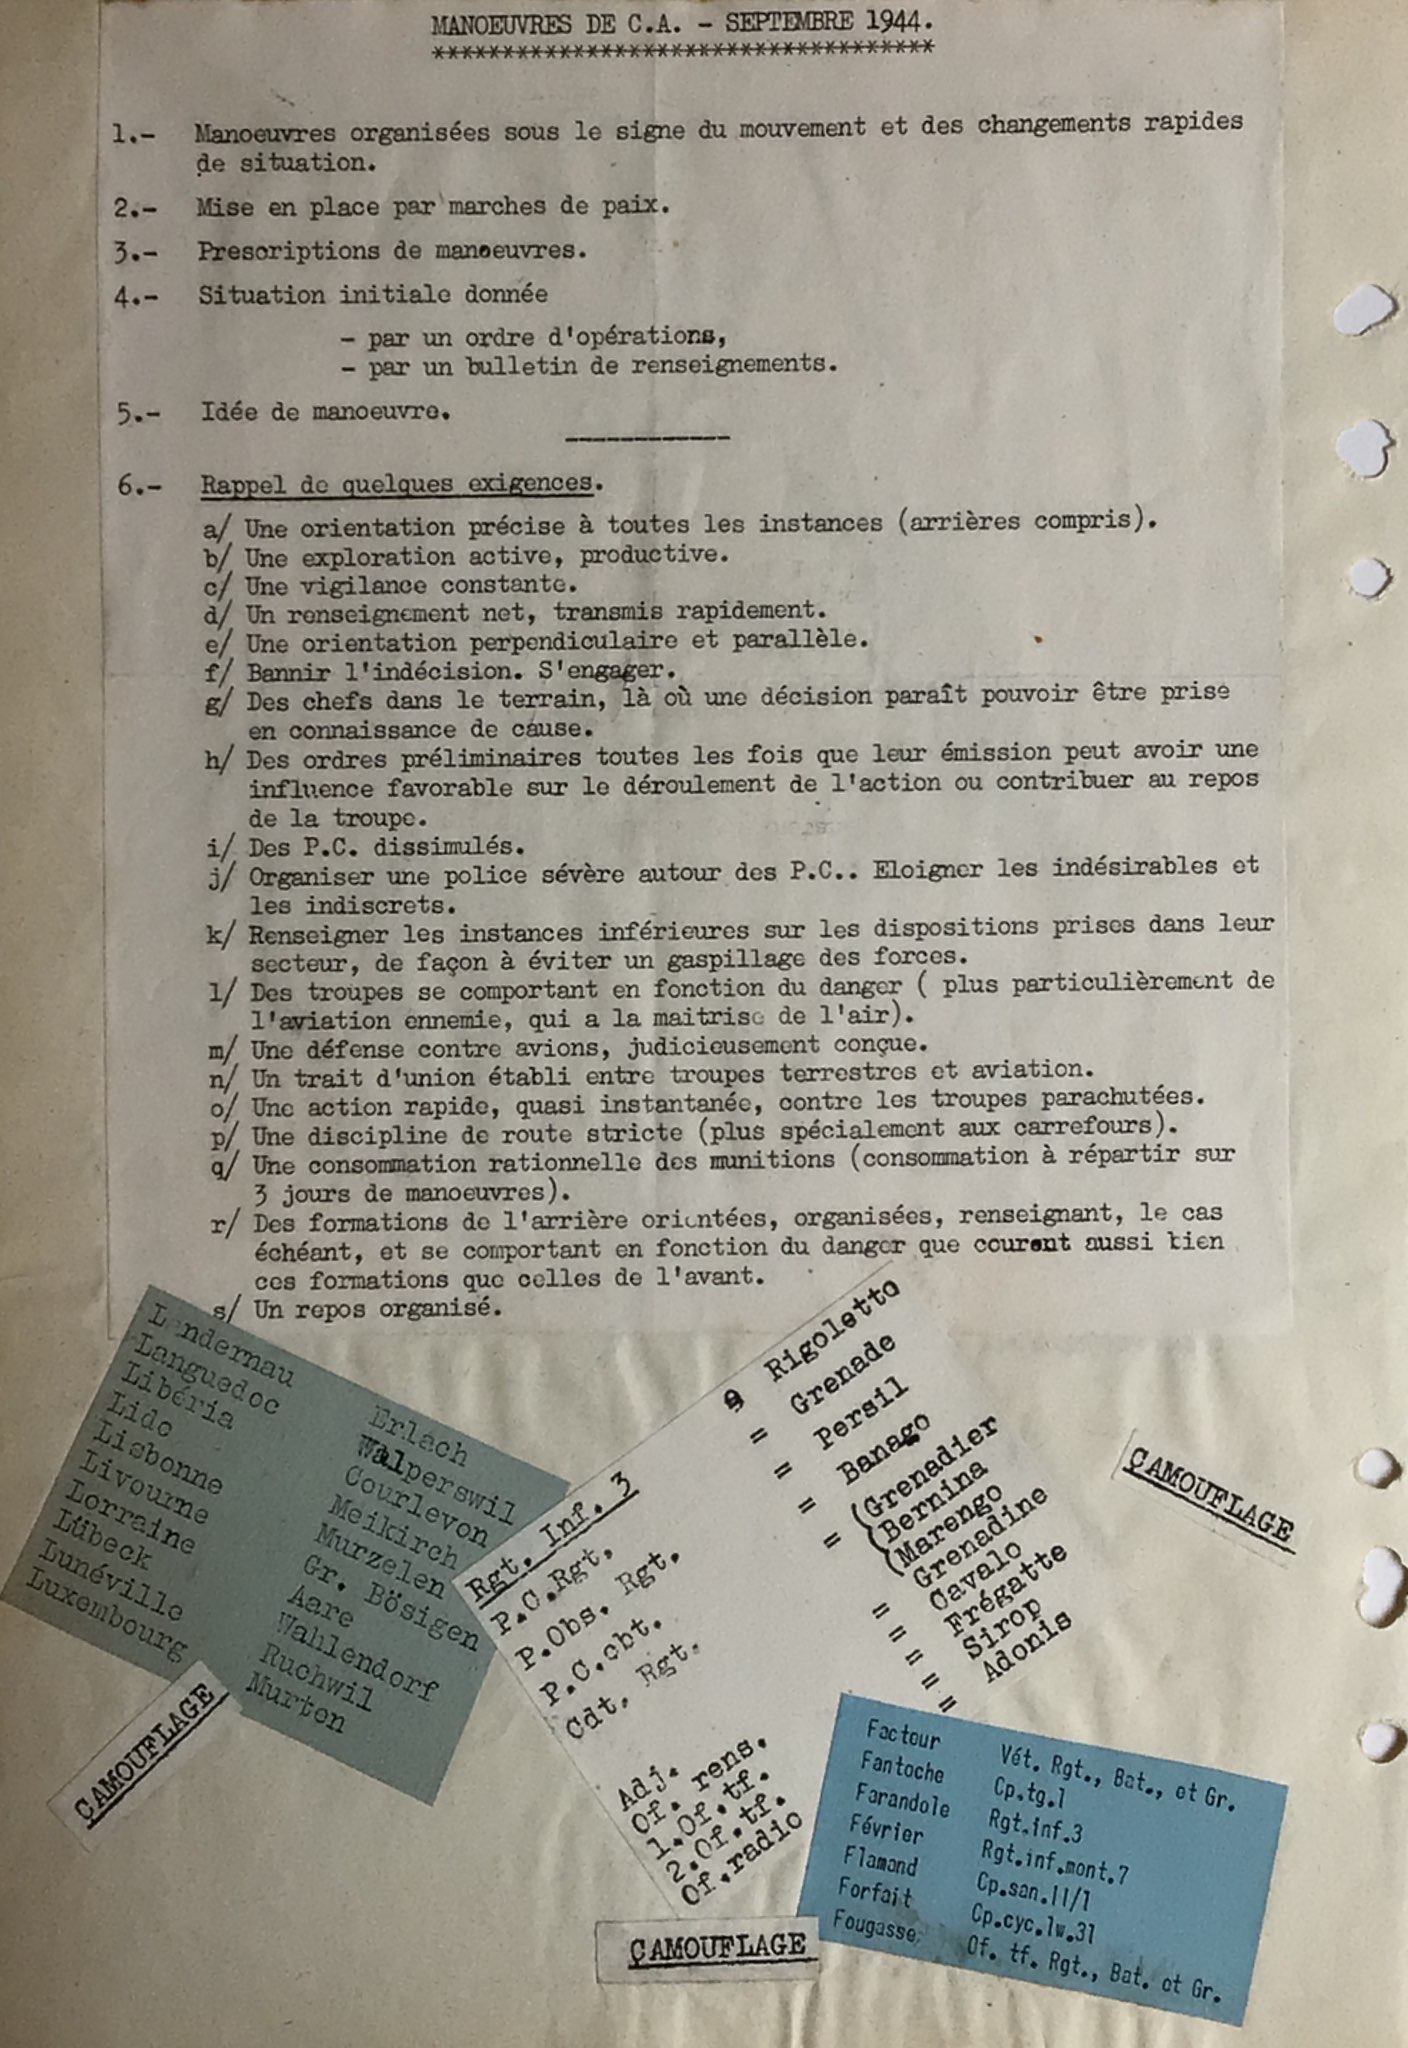 MANOEUVRES DE C.A. - SEPTEMBRE 1944.
***********************************
1.- Manoeuvres organisées sous le signe du mouvement et des changements rapides
de situation.
2.- Mise en place par marches de paix.
3.- Prescriptions de manoeuvres.
4.- Situation initiale donnée
- par un ordre d'opérations,
- par un bulletin de renseignements.
5.- Idée de manoeuvre.
------------
6.- Rappel de quelques exigences.
a/ Une orientation précise à toutes les instances (arrières compris).
b/ Une exploration active, productive.
c/ Une vigilance constante.
d/ Un renseignement net, transmis rapidement.
e/ Une orientation perpendiculaire et parallèle.
f/ Bannir l'indécision. S'engager.
g/ Des chefs dans le terrain, là où une décision paraît pouvoir être prise
en connaissance de cause.
h/ Des ordres préliminaires toutes les fois que leur émission peut avoir une
influence favorable sur le déroulement de l'action ou contribuer au repos
de la troupe.
i/ Des P.C. dissimulés.
j/ Organiser une police sévère autour des P.C.. Eloigner les indésirables et
les indiscrets.
k/ Renseigner les instances inférieures sur les dispositions prises dans leur
secteur, de façon à éviter un gaspillage des forces.
l/ Des troupes se comportant en fonction du danger ( plus particulièrement de
l'aviation ennemie, qui a la maitrise de l'air).
m/ Une défense contre avions, judicieusement conçue.
n/ Un trait d'union établi entre troupes terrestres et aviation.
o/ Une action rapide, quasi instantanée, contre les troupes parachutées.
p/ Une discipline de route stricte (plus spécialement aux carrefours).
q/ Une consommation rationnelle des munitions (consommation à répartir sur
3 jours de manoeuvres).
r/ Des formations de l'arrière orientées, organisées, renseignant, le cas
échéant, et se comportant en fonction du danger que courent aussi bien
ces formations que celles de l'avant.
s/ Un repos organisé.
Landernau Erlach
Languedoc Walperswil
Libéria Courlevon
Lido Meikirch
Lisbonne Murzelen
Livourne Gr. Bösigen
Lorraine Aare
Lübeck Wahlendorf
Lunéville Ruchwil
Luxembourg Murten
CAMOUFLAGE
Rgt. Inf. 3 9 Rigoletto
P.C.Rgt. = Grenade
P.Obs. Rgt. = Persil
P.C.cbt. = Banago
Cdt. Rgt. = (Grenadier
(Bernina
(Marengo
Adj. = Grenadine
Of. rens. = Cavalo
1.Of.tf. = Frégatte
2.Of.tf. = Sirop
Of.radio = Adonis
CAMOUFLAGE
Facteur Vét. Rgt., Bat., et Gr.
Fantoche Cp.tg.1
Farandole Rgt.inf.3
Février Rgt.inf.mont.7
Flamand Cp.san.II/1
Forfait Cp.cyc.lw.31
Fougasse Of. tf. Rgt., Bat. et Gr.
CAMOUFLAGE